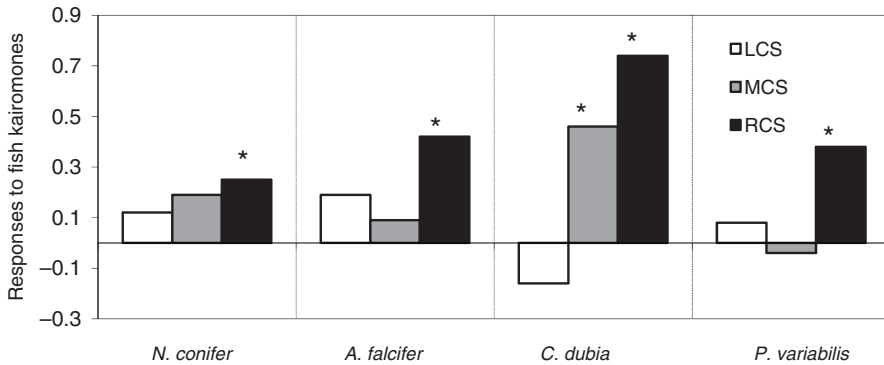 Responses to fish kairomones
0.9
0.7
0.5
0.3
0.1
–0.1
–0.3
*
*
*
*
*
LCS
MCS
RCS
N. conifer
A. falcifer
C. dubia
P. variabilis